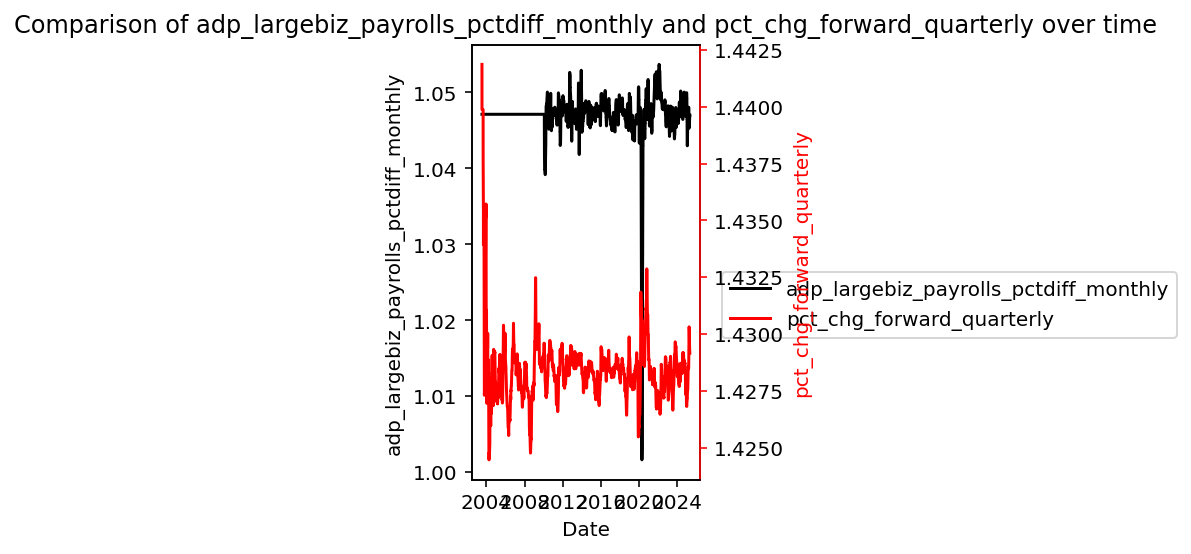 Comparison of adp_largebiz_payrolls_pctdiff_monthly and pct_chg_forward_quarterly over time
adp_largebiz_payrolls_pctdiff_monthly
1.05
1.04
1.03
1.02
1.01
1.00
1.4425
1.4400
1.4375
1.4350
1.4325
1.4300
1.4275
1.4250
pct_chg_forward_quarterly
adp_largebiz_payrolls_pctdiff_monthly
pct_chg_forward_quarterly
2004 2008 2012 2016 2020 2024
Date